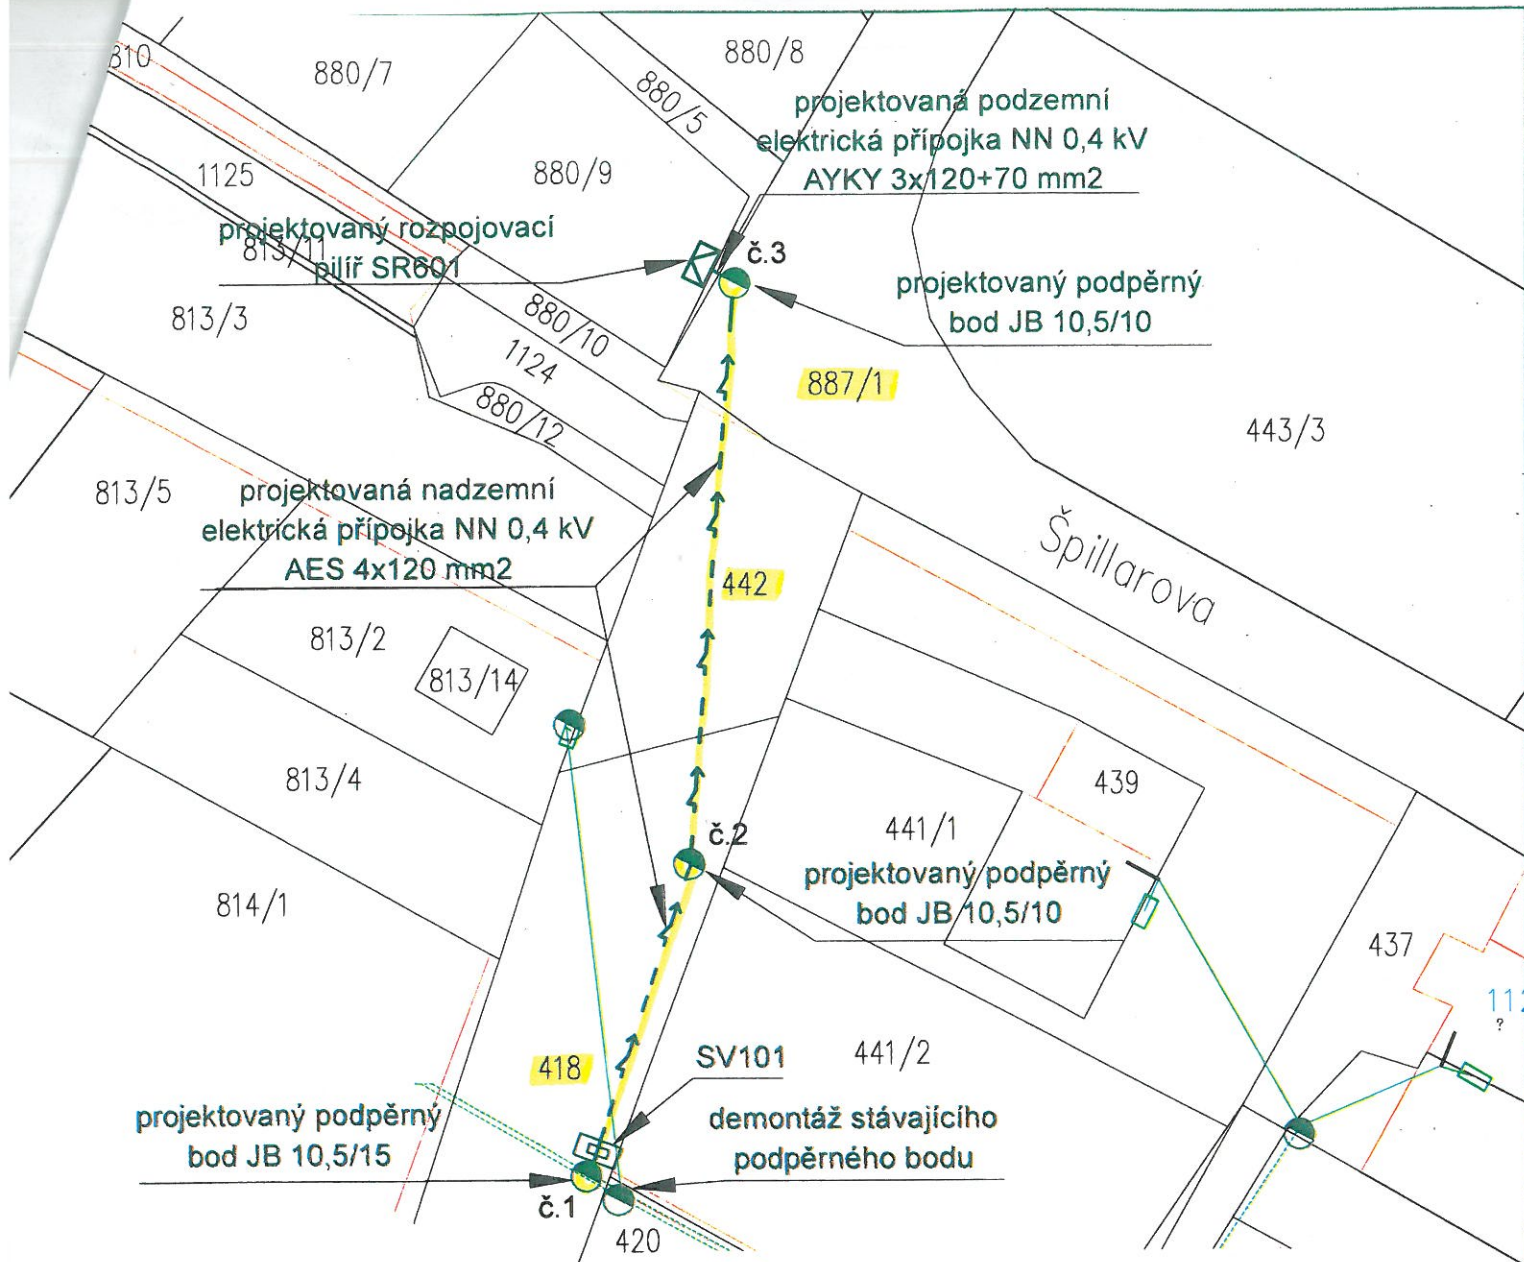 810
880/7
880/5
880/8
projektovaná podzemní
elektrická přípojka NN 0,4 kV
AYKY 3x120+70 mm2
1125
880/9
projektovaný rozpojovací
pilíř SR601
813/11
č.3
projektovaný podpěrný
bod JB 10,5/10
813/3
880/10
1124
880/12
887/1
443/3
813/5
projektovaná nadzemní
elektrická přípojka NN 0,4 kV
AES 4x120 mm2
442
Špillarova
813/2
813/14
813/4
439
441/1
č.2
projektovaný podpěrný
bod JB 10,5/10
814/1
437
112
?
418
SV101
441/2
projektovaný podpěrný
bod JB 10,5/15
demontáž stávajícího
podpěrného bodu
č.1
420